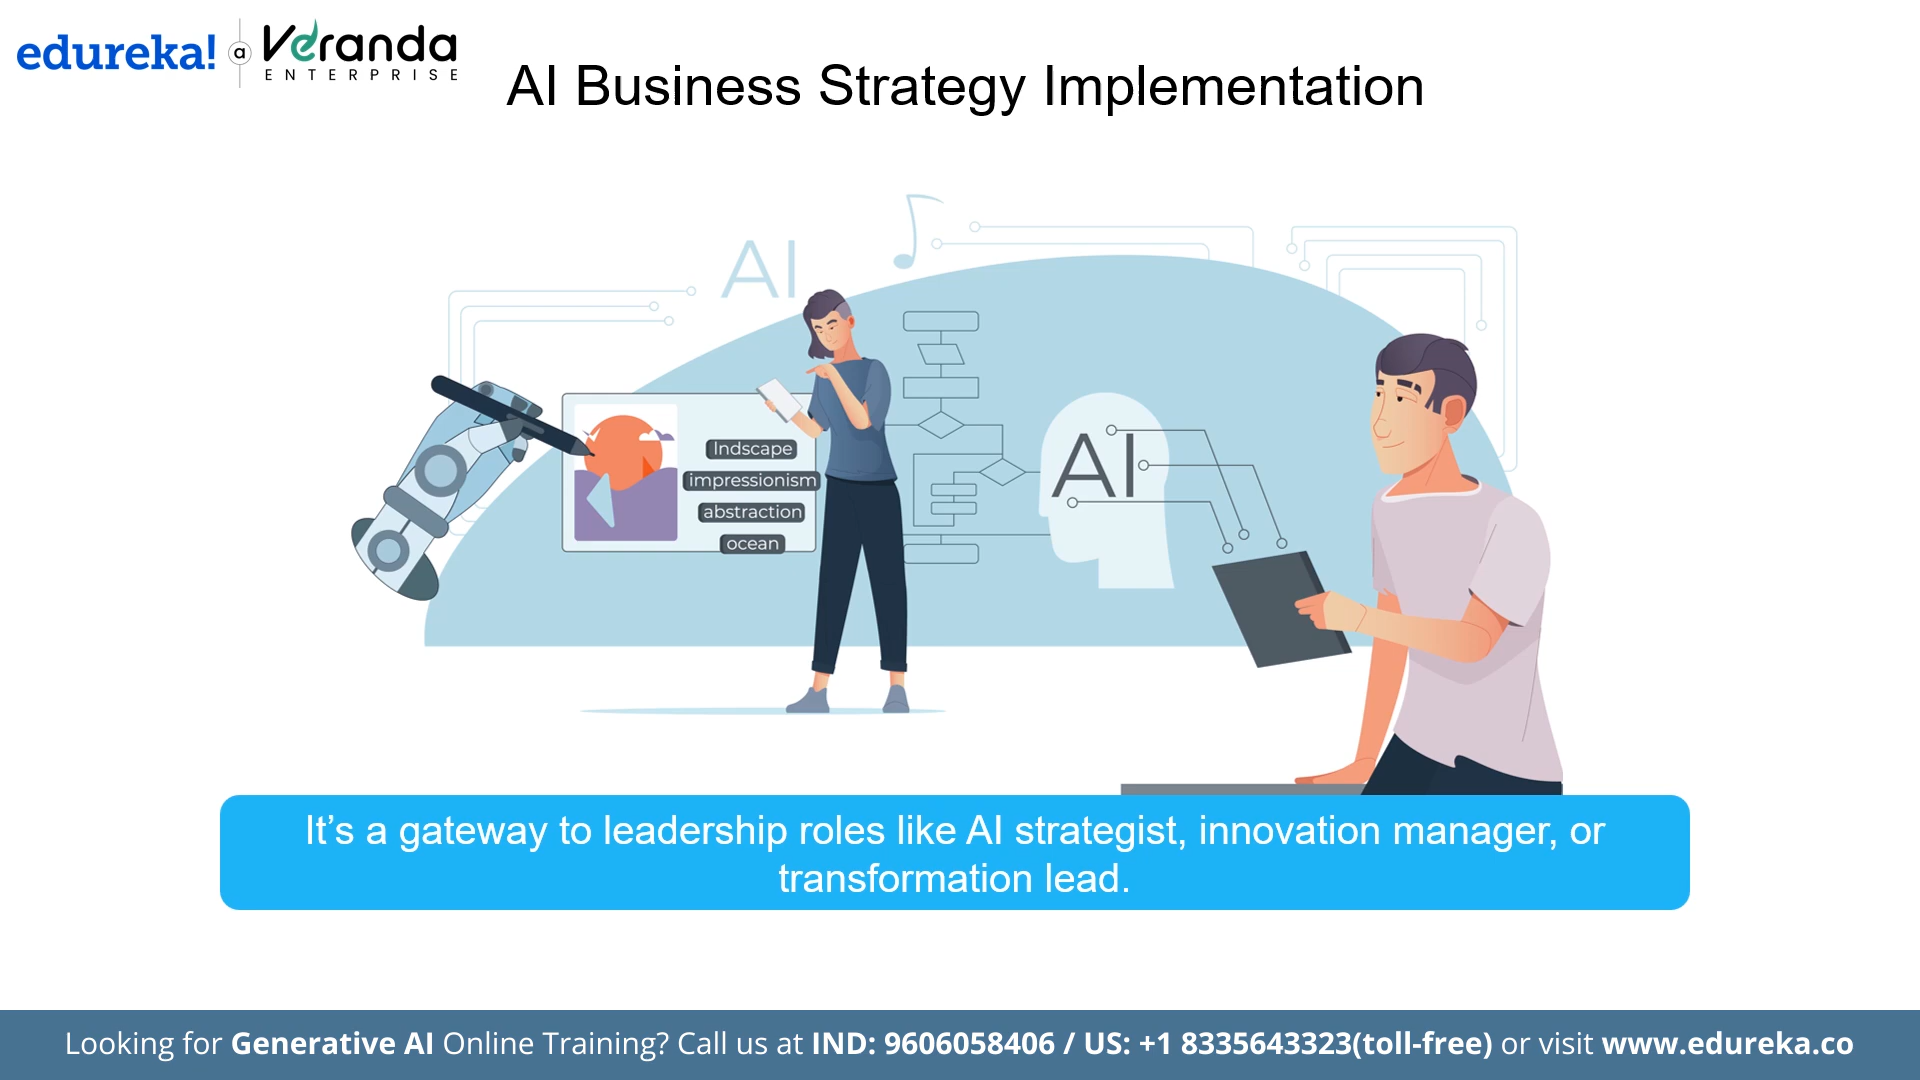 edureka!
a
Veranda
ENTERPRISE
AI Business Strategy Implementation
AI
lndscape
impressionism
abstraction
ocean
AI
It’s a gateway to leadership roles like AI strategist, innovation manager, or
transformation lead.
Looking for Generative AI Online Training? Call us at IND: 9606058406 / US: +1 8335643323(toll-free) or visit www.edureka.co